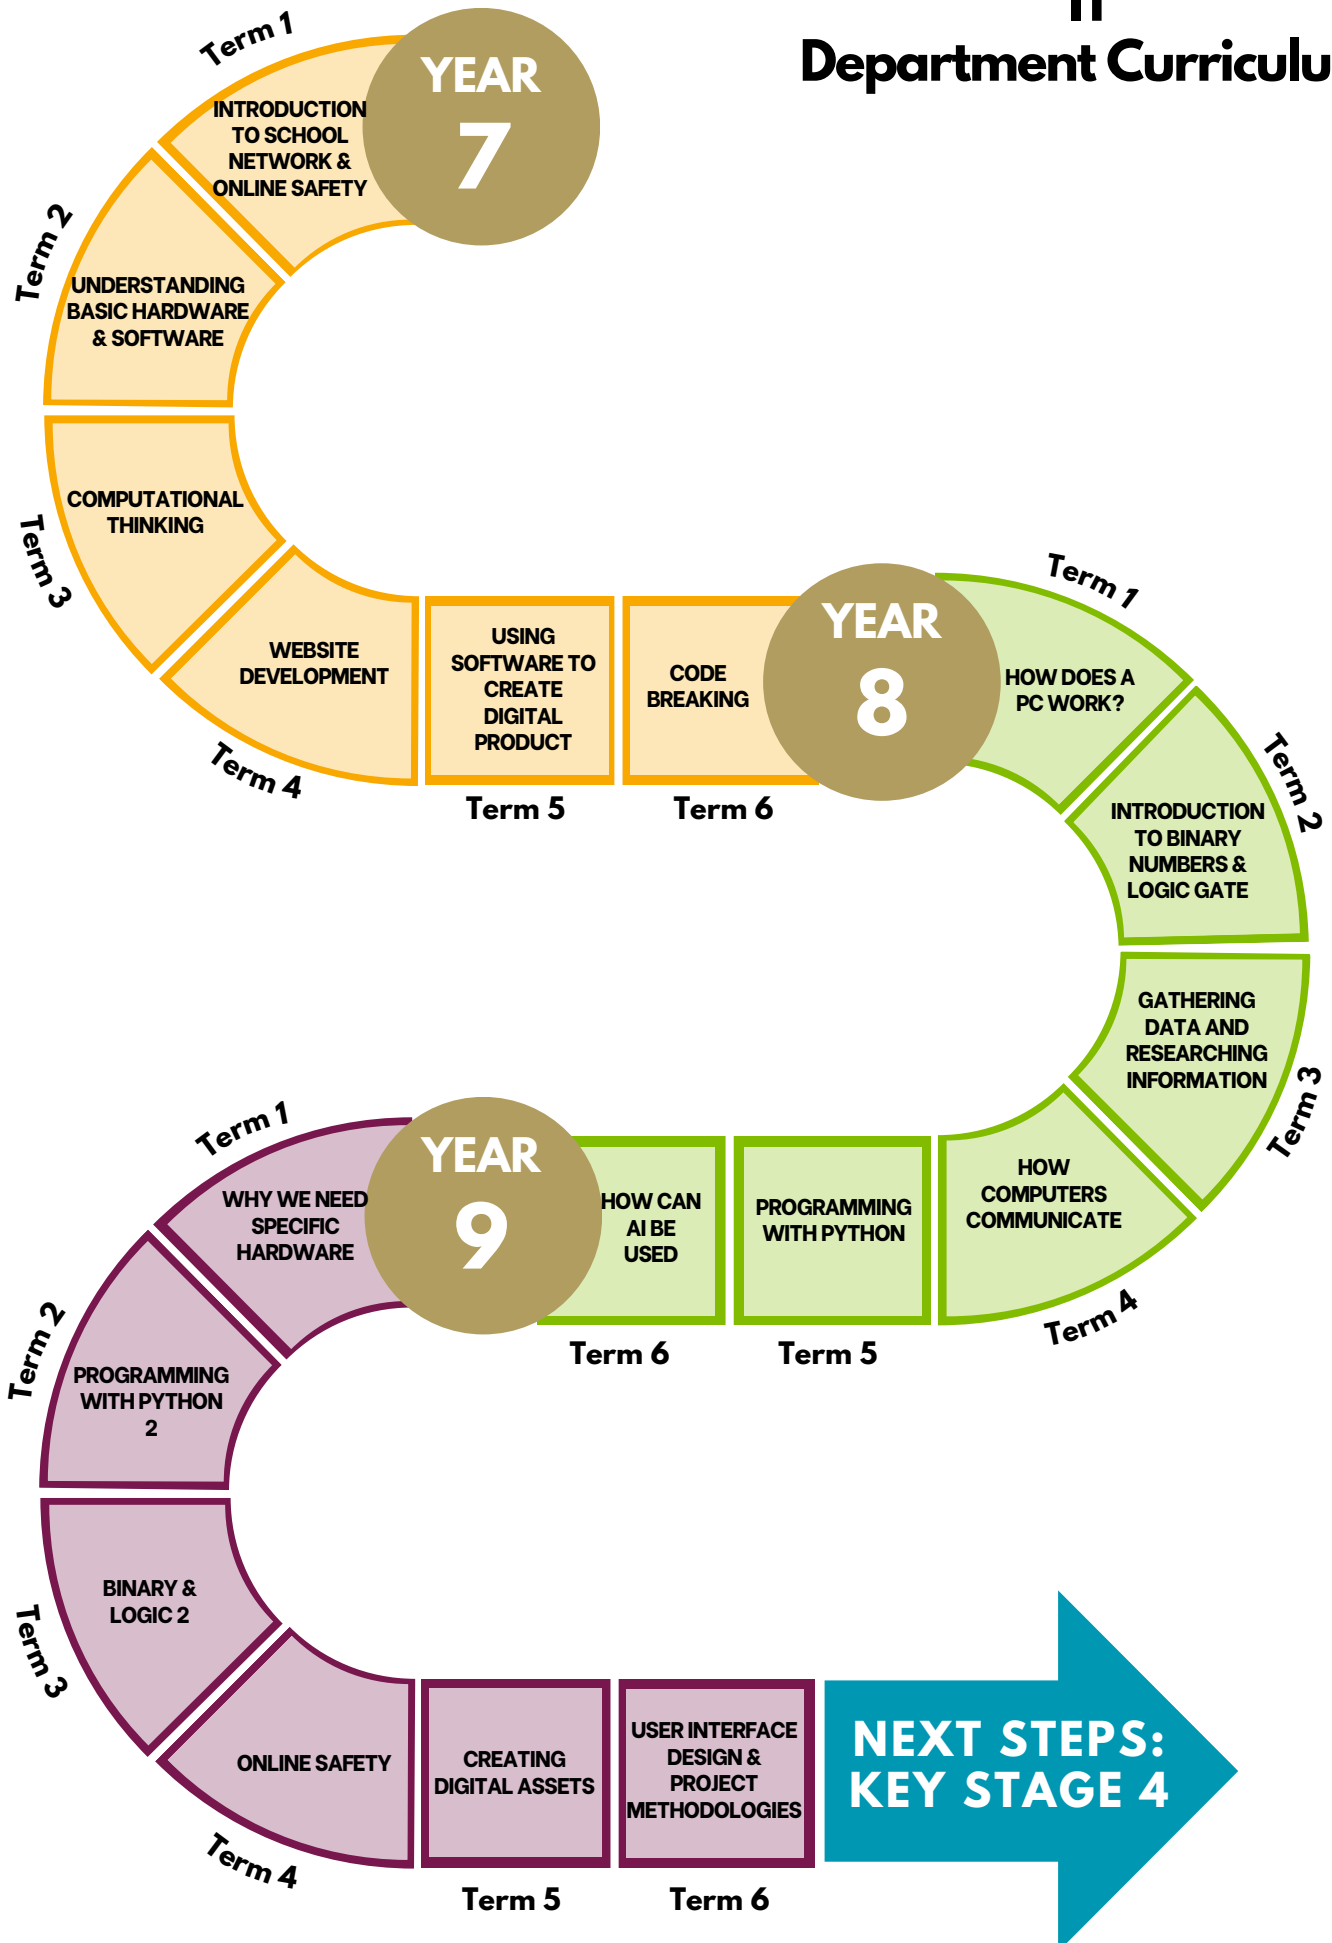 Department Curriculu
YEAR
7
Term 1
INTRODUCTION
TO SCHOOL
NETWORK &
ONLINE SAFETY
Term 2
UNDERSTANDING
BASIC HARDWARE
& SOFTWARE
Term 3
COMPUTATIONAL
THINKING
Term 4
WEBSITE
DEVELOPMENT
USING
SOFTWARE TO
CREATE
DIGITAL
PRODUCT
Term 5
CODE
BREAKING
Term 6
YEAR
8
Term 1
HOW DOES A
PC WORK?
Term 2
INTRODUCTION
TO BINARY
NUMBERS &
LOGIC GATE
GATHERING
DATA AND
RESEARCHING
INFORMATION
Term 3
HOW
COMPUTERS
COMMUNICATE
Term 4
PROGRAMMING
WITH PYTHON
Term 5
HOW CAN
AI BE
USED
Term 6
YEAR
9
Term 1
WHY WE NEED
SPECIFIC
HARDWARE
Term 2
PROGRAMMING
WITH PYTHON
2
BINARY &
LOGIC 2
Term 3
ONLINE SAFETY
Term 4
CREATING
DIGITAL ASSETS
Term 5
USER INTERFACE
DESIGN &
PROJECT
METHODOLOGIES
Term 6
NEXT STEPS:
KEY STAGE 4